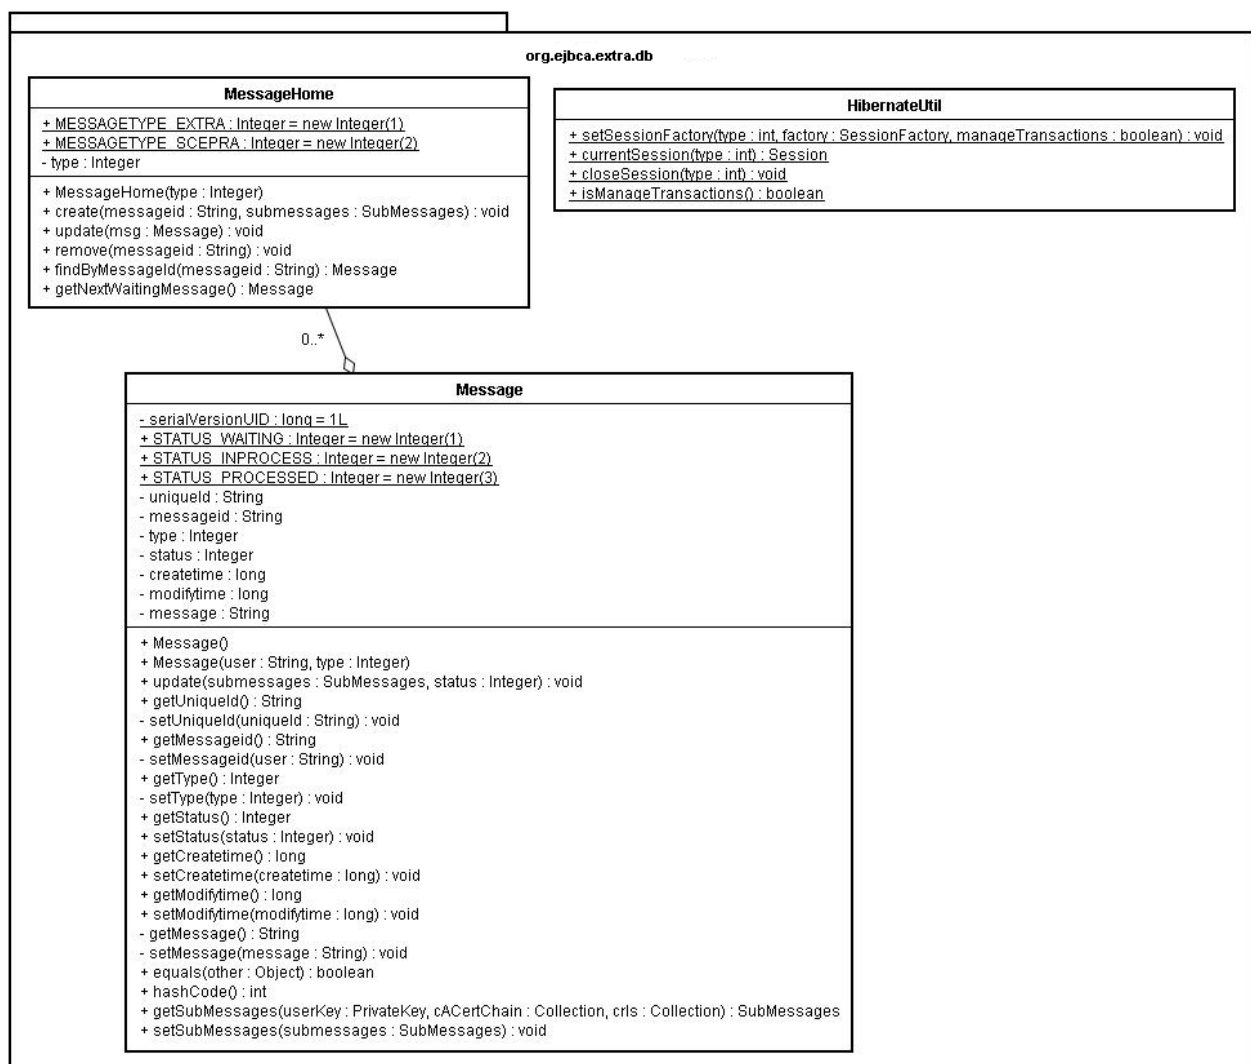 org.ejbca.extra.db
MessageHome
+ MESSAGETYPE_EXTRA : Integer = new Integer(1)
+ MESSAGETYPE_SCEPRA : Integer = new Integer(2)
- type : Integer
+ MessageHome(type : Integer)
+ create(messageid : String, submessages : SubMessages) : void
+ update(msg : Message) : void
+ remove(messageid : String) : void
+ findByMessageId(messageid : String) : Message
+ getNextWaitingMessage() : Message
HibernateUtil
+ setSessionFactory(type : int, factory : SessionFactory, manageTransactions : boolean) : void
+ currentSession(type : int) : Session
+ closeSession(type : int) : void
+ isManageTransactions() : boolean
0..*
Message
- serialVersionUID : long = 1L
+ STATUS_WAITING : Integer = new Integer(1)
+ STATUS_INPROCESS : Integer = new Integer(2)
+ STATUS_PROCESSED : Integer = new Integer(3)
- uniqueId : String
- messageid : String
- type : Integer
- status : Integer
- createtime : long
- modifytime : long
- message : String
+ Message()
+ Message(user : String, type : Integer)
+ update(submessages : SubMessages, status : Integer) : void
+ getUniqueId() : String
- setUniqueId(uniqueId : String) : void
+ getMessageid() : String
- setMessageid(user : String) : void
+ getType() : Integer
- setType(type : Integer) : void
+ getStatus() : Integer
+ setStatus(status : Integer) : void
+ getCreatetime() : long
+ setCreatetime(createtime : long) : void
+ getModifytime() : long
+ setModifytime(modifytime : long) : void
- getMessage() : String
- setMessage(message : String) : void
+ equals(other : Object) : boolean
+ hashCode() : int
+ getSubMessages(userKey : PrivateKey, cACertChain : Collection, crls : Collection) : SubMessages
+ setSubMessages(submessages : SubMessages) : void